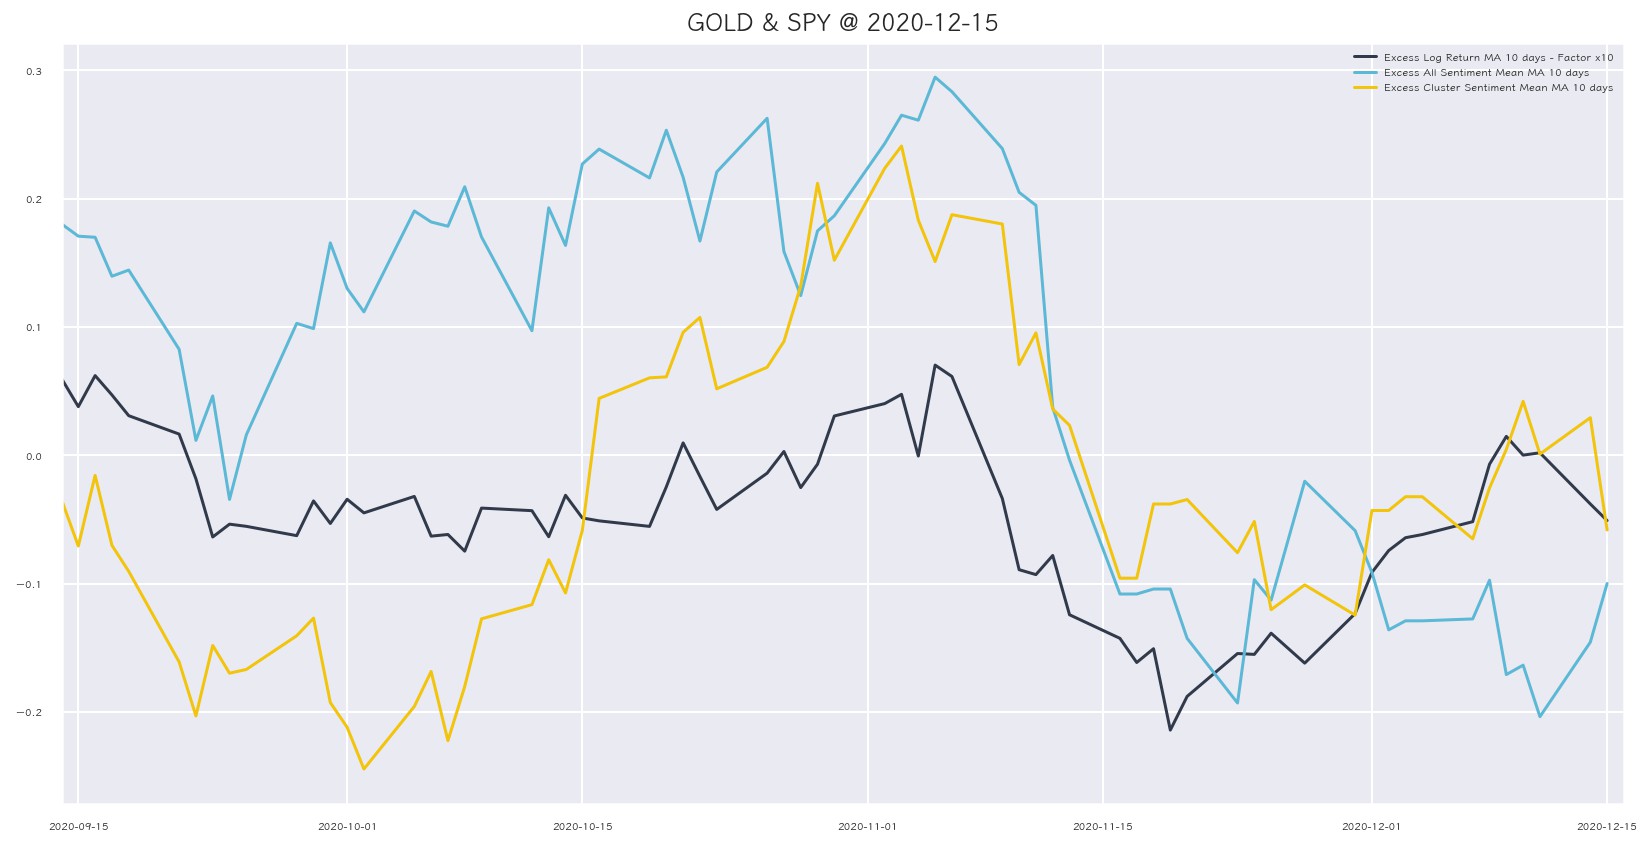 GOLD & SPY @ 2020-12-15
Excess Log Return MA 10 days - Factor x10
Excess All Sentiment Mean MA 10 days
Excess Cluster Sentiment Mean MA 10 days
0.3
0.2
0.1
0.0
−0.1
−0.2
2020-09-15 2020-10-01 2020-10-15 2020-11-01 2020-11-15 2020-12-01 2020-12-15